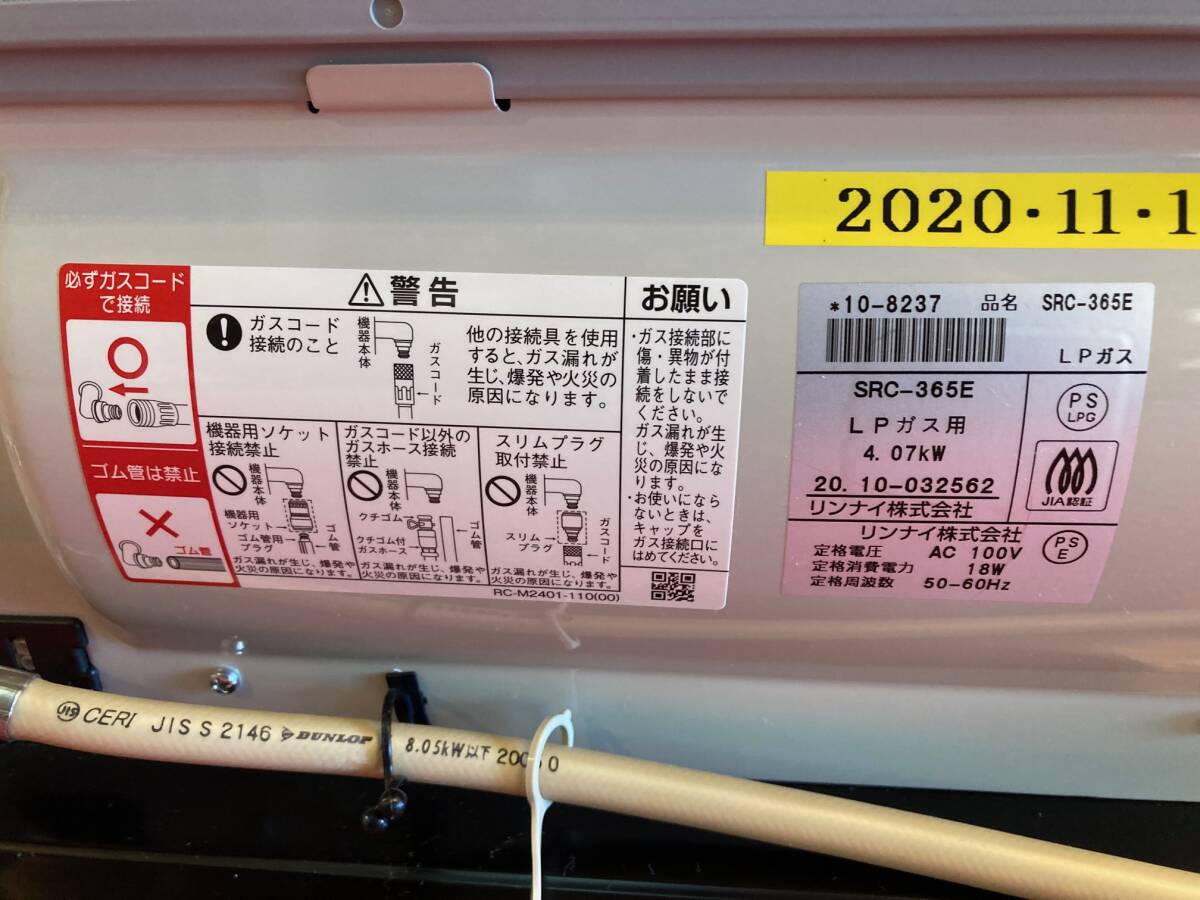 2020・11・1
必ずガスコード
で接続
ゴム管は禁止
ゴム管
警告
ガスコード
接続のこと
機器本体
ガスコード
他の接続具を使用
すると、ガス漏れが
生じ、爆発や火災の
原因になります。
機器用ソケット
接続禁止
機器本体
機器用
ソケット
ゴム管用
プラグ
ゴム管
ガス漏れが生じ、爆発や
火災の原因になります。
ガスコード以外の
ガスホース接続
禁止
機器本体
クチゴム
クチゴム付
ガスホース
ゴム管
ガス漏れが生じ、爆発や
火災の原因になります。
スリムプラグ
取付禁止
機器本体
スリム
プラグ
ガスコード
ガス漏れが生じ、爆発や
火災の原因になります。
RC-M2401-110(00)
お願い
・ガス接続部に
傷・異物が付
着したまま接
続をしないで
ください。
ガス漏れが生
じ、爆発や火
災の原因にな
ります。
・お使いになら
ないときは、
キャップを
ガス接続口に
はめてください。
*10-8237 品名 SRC-365E
LPガス
SRC-365E
LPガス用
4.07kW
20.10-032562
リンナイ株式会社
PS
LPG
JIA認証
リンナイ株式会社
定格電圧 AC 100V
定格消費電力 18W
定格周波数 50-60Hz
PS
E
JIS CERI JIS S 2146 DUNLOP 8.05kW以下